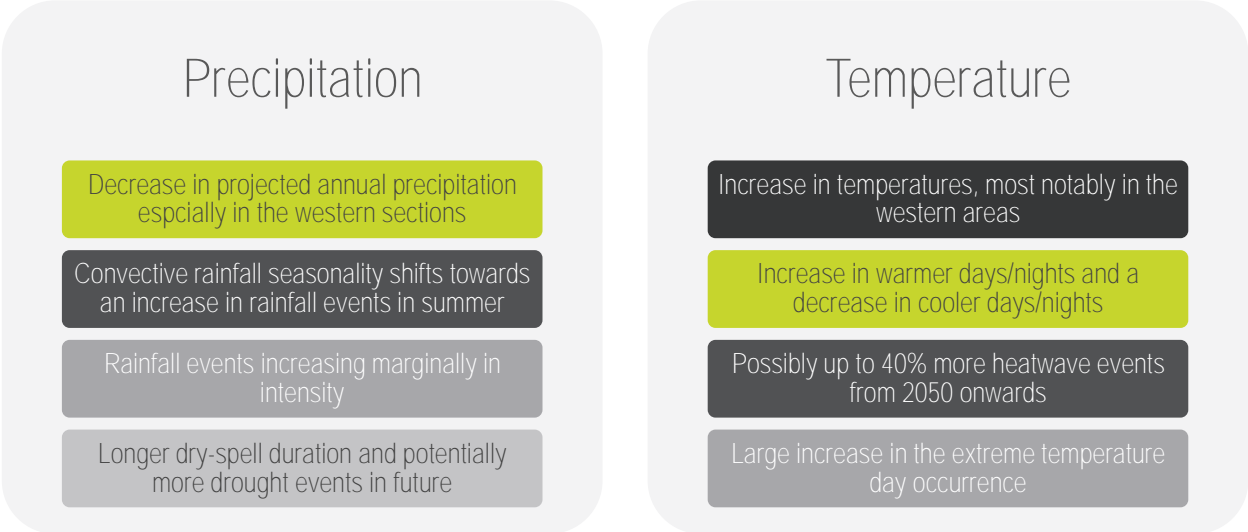 Precipitation
Decrease in projected annual precipitation
espcially in the western sections
Convective rainfall seasonality shifts towards
an increase in rainfall events in summer
Rainfall events increasing marginally in
intensity
Longer dry-spell duration and potentially
more drought events in future
Temperature
Increase in temperatures, most notably in the
western areas
Increase in warmer days/nights and a
decrease in cooler days/nights
Possibly up to 40% more heatwave events
from 2050 onwards
Large increase in the extreme temperature
day occurrence